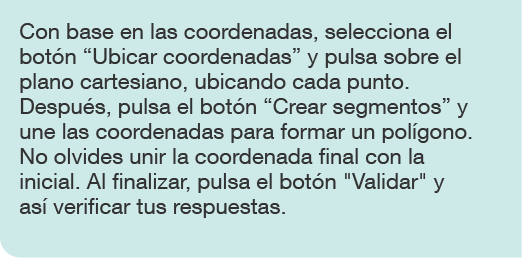 Con base en las coordenadas, selecciona el
botón “Ubicar coordenadas” y pulsa sobre el
plano cartesiano, ubicando cada punto.
Después, pulsa el botón “Crear segmentos” y
une las coordenadas para formar un polígono.
No olvides unir la coordenada final con la
inicial. Al finalizar, pulsa el botón "Validar" y
así verificar tus respuestas.